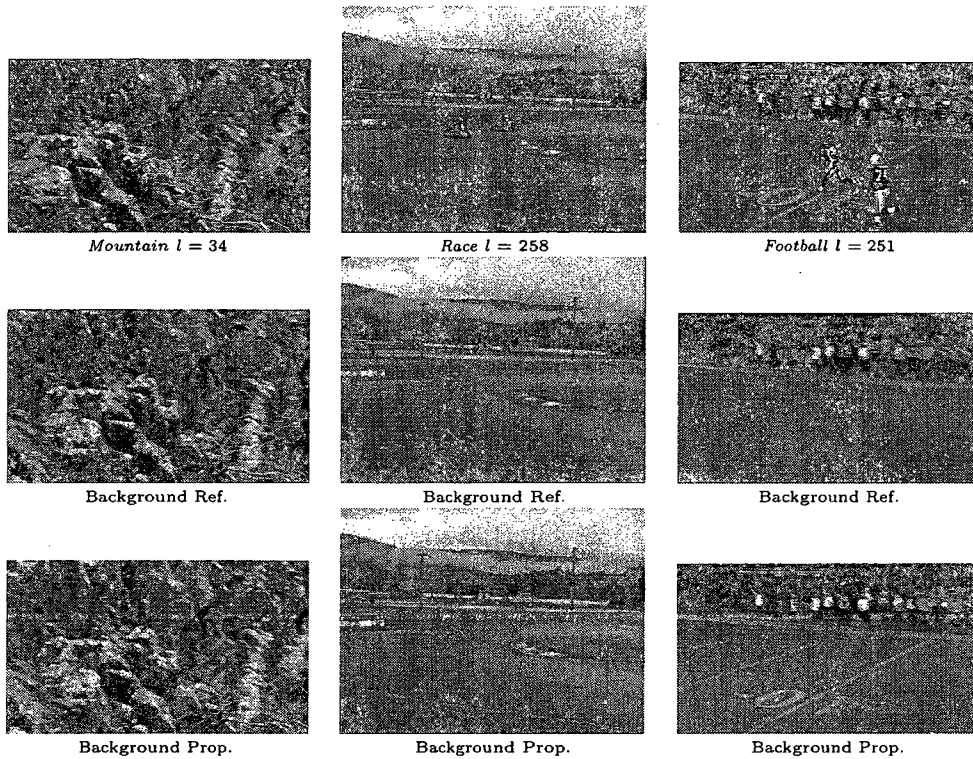 Mountain l = 34
Race l = 258
Football l = 251
Background Ref.
Background Ref.
Background Ref.
Background Prop.
Background Prop.
Background Prop.